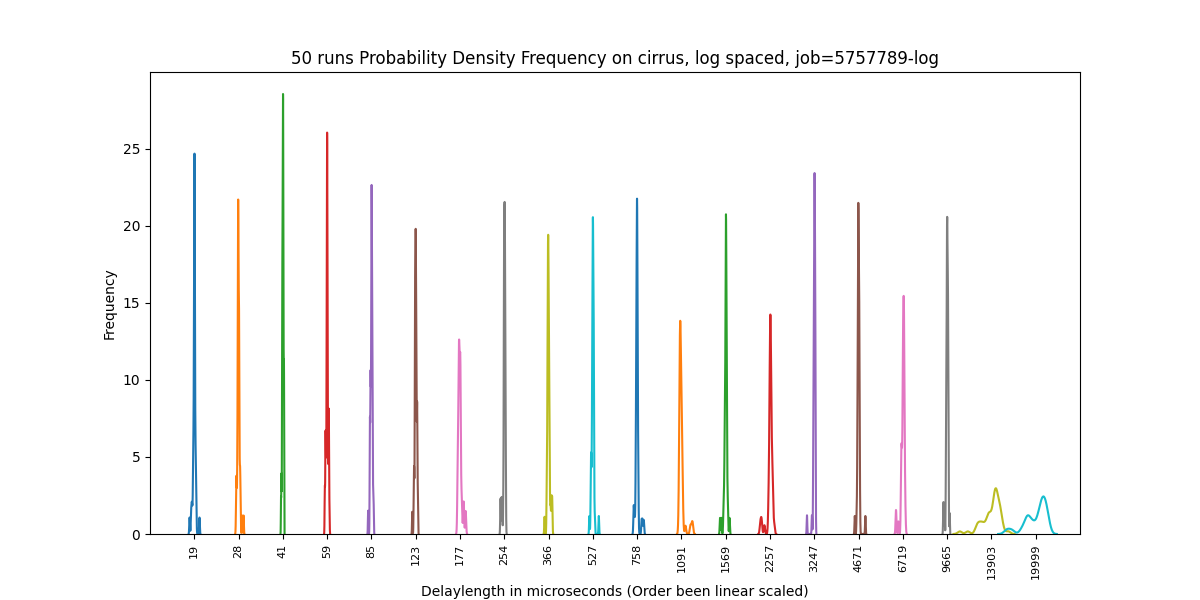 50 runs Probability Density Frequency on cirrus, log spaced, job=5757789-log
Frequency
25
20
15
10
5
0
19 28 41 59 85 123 177 254 366 527 758 1091 1569 2257 3247 4671 6719 9665 13903 19999
Delaylength in microseconds (Order been linear scaled)